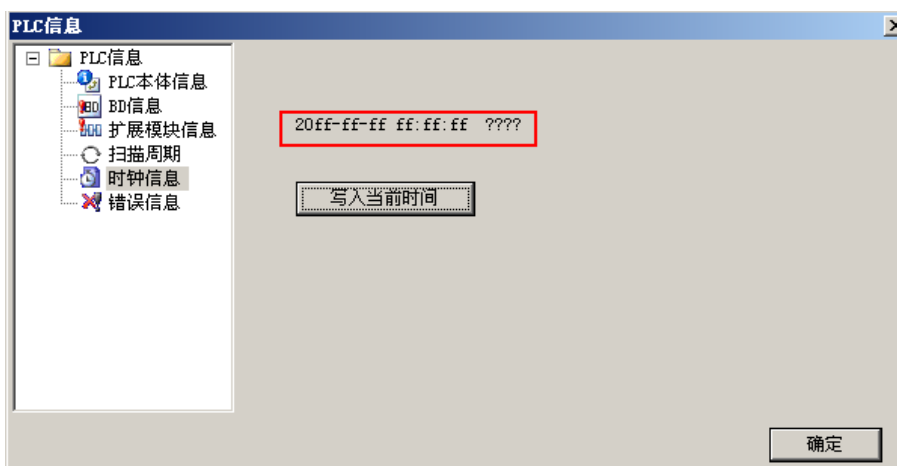 PLC信息
PLC信息
PLC本体信息
BD信息
扩展模块信息
扫描周期
时钟信息
错误信息
20ff-ff-ff ff:ff:ff ????
写入当前时间
确定